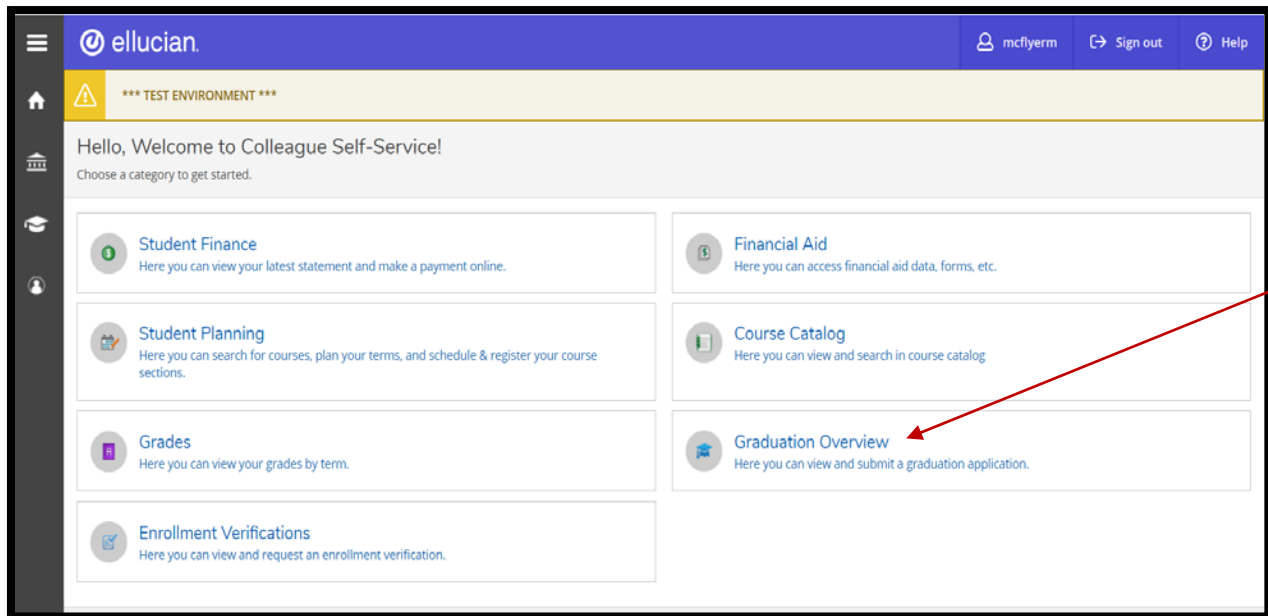 ellucian.
mcflyerm
Sign out
Help
*** TEST ENVIRONMENT ***
Hello, Welcome to Colleague Self-Service!
Choose a category to get started.
Student Finance
Here you can view your latest statement and make a payment online.
Financial Aid
Here you can access financial aid data, forms, etc.
Student Planning
Here you can search for courses, plan your terms, and schedule & register your course
sections.
Course Catalog
Here you can view and search in course catalog
Grades
Here you can view your grades by term.
Graduation Overview
Here you can view and submit a graduation application.
Enrollment Verifications
Here you can view and request an enrollment verification.